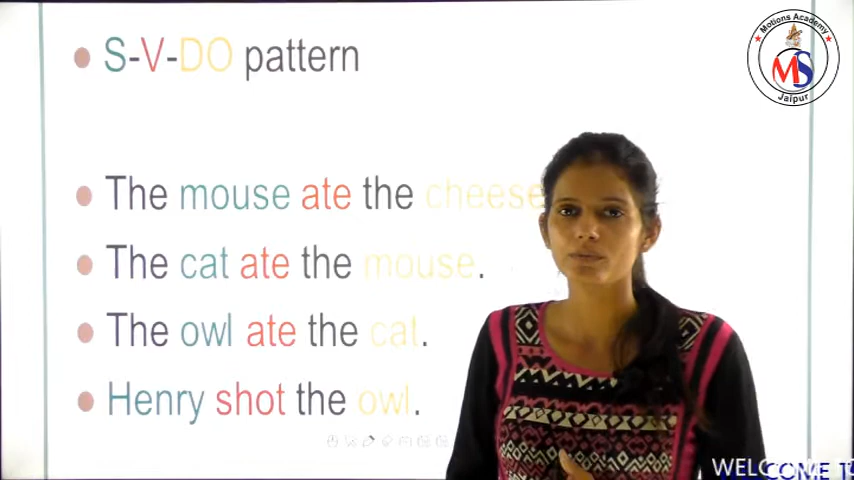 S-V-DO pattern
Motions Academy
MS
Jaipur
The mouse ate the cheese
The cat ate the mouse.
The owl ate the cat.
Henry shot the owl.
WELCOME